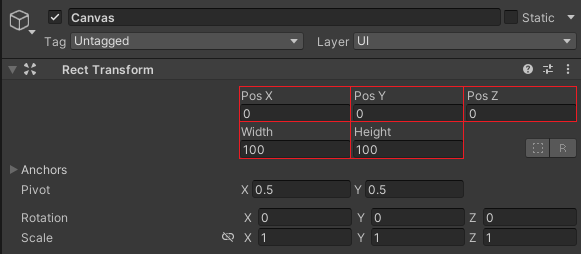 Canvas Static
Tag Untagged Layer UI
Rect Transform
Pos X Pos Y Pos Z
0 0 0
Width Height
100 100
R
Anchors
Pivot X 0.5 Y 0.5
Rotation X 0 Y 0 Z 0
Scale X 1 Y 1 Z 1